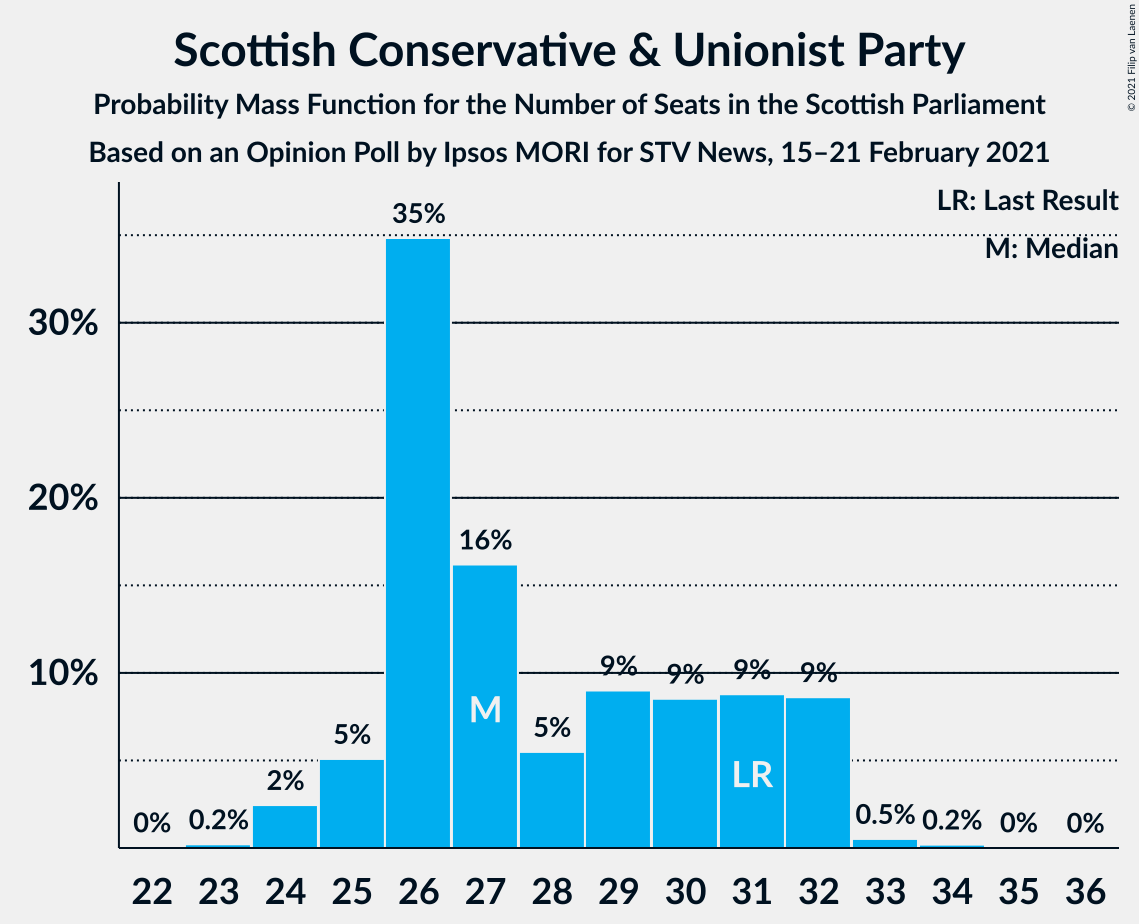 Scottish Conservative & Unionist Party
Probability Mass Function for the Number of Seats in the Scottish Parliament
Based on an Opinion Poll by Ipsos MORI for STV News, 15–21 February 2021
© 2021 Filip van Laenen
LR: Last Result
M: Median
30%
20%
10%
0% 0.2% 2% 5% 35% 16% 5% 9% 9% 9% 9% 0.5% 0.2% 0% 0%
M
LR
22 23 24 25 26 27 28 29 30 31 32 33 34 35 36